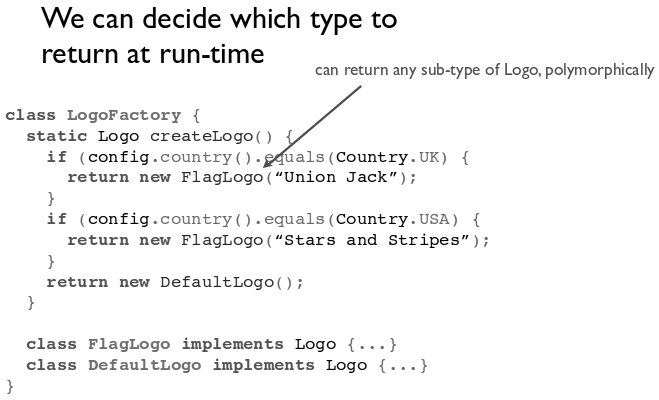 We can decide which type to
return at run-time
can return any sub-type of Logo, polymorphically
class LogoFactory {
  static Logo createLogo() {
    if (config.country().equals(Country.UK) {
      return new FlagLogo(“Union Jack”);
    }
    if (config.country().equals(Country.USA) {
      return new FlagLogo(“Stars and Stripes”);
    }
    return new DefaultLogo();
  }
  class FlagLogo implements Logo {...}
  class DefaultLogo implements Logo {...}
}